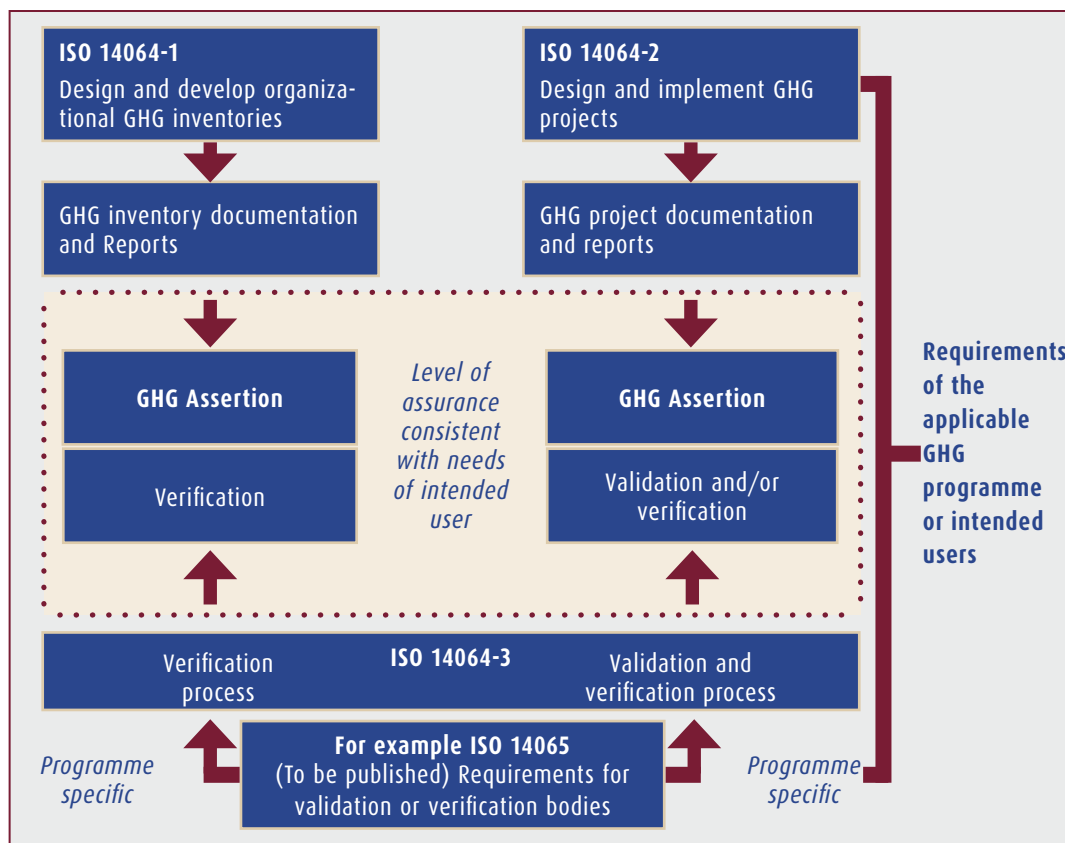 ISO 14064-1
Design and develop organiza-
tional GHG inventories
ISO 14064-2
Design and implement GHG
projects
GHG inventory documentation
and Reports
GHG project documentation
and reports
GHG Assertion
Verification
Level of
assurance
consistent
with needs
of intended
user
GHG Assertion
Validation and/or
verification
Requirements
of the
applicable
GHG
programme
or intended
users
Verification
process
ISO 14064-3
Validation and
verification process
Programme
specific
For example ISO 14065
(To be published) Requirements for
validation or verification bodies
Programme
specific